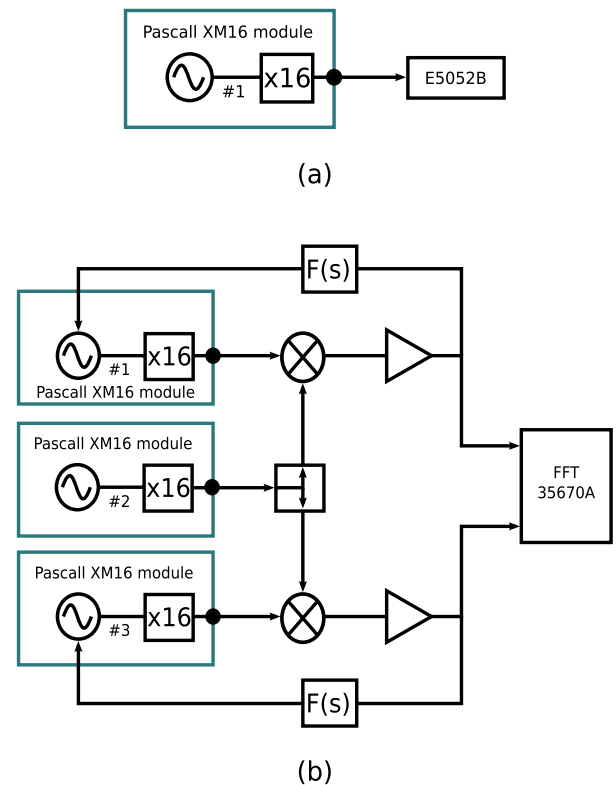 Pascall XM16 module
#1
x16
E5052B
(a)
F(s)
x16
#1
Pascall XM16 module
Pascall XM16 module
x16
#2
FFT
35670A
Pascall XM16 module
x16
#3
F(s)
(b)